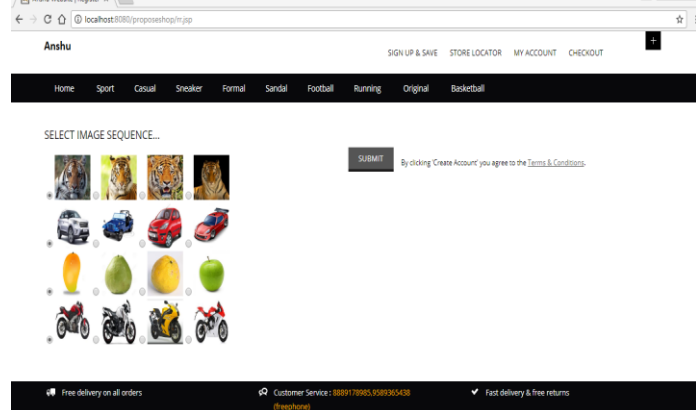 localhost:8080/proposeshop/rr.jsp
Anshu
SIGN UP & SAVE STORE LOCATOR MY ACCOUNT CHECKOUT
+
Home Sport Casual Sneaker Formal Sandal Football Running Original Basketball
SELECT IMAGE SEQUENCE...
SUBMIT
By clicking 'Create Account' you agree to the Terms & Conditions.
Free delivery on all orders
Customer Service : 8889178985,9589365438
(freephone)
Fast delivery & free returns